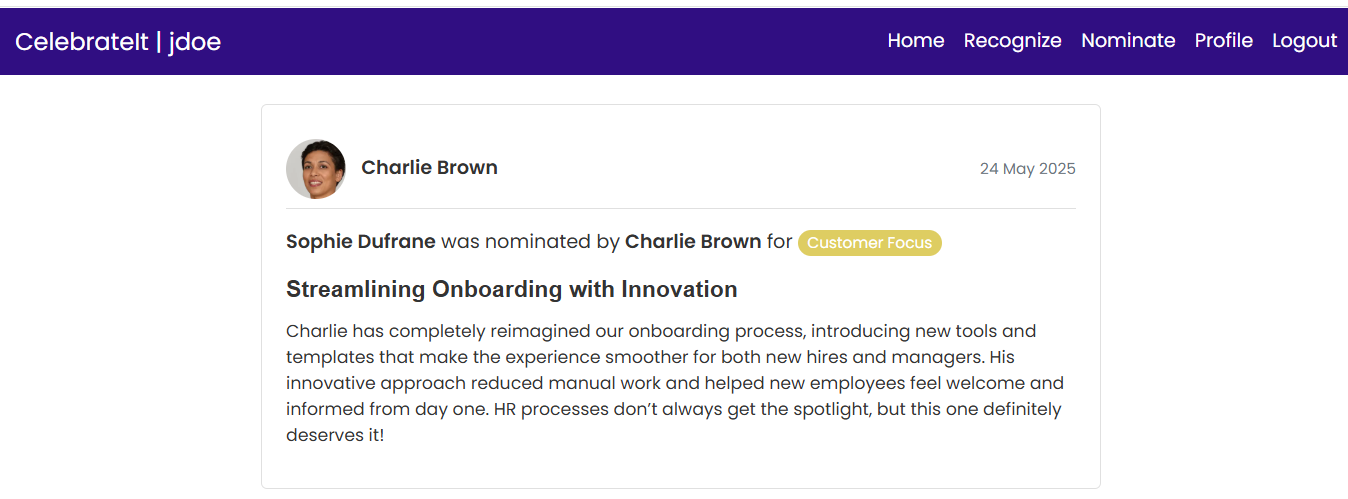 CelebrateIt | jdoe
Home Recognize Nominate Profile Logout
Charlie Brown
24 May 2025
Sophie Dufrane was nominated by Charlie Brown for Customer Focus
Streamlining Onboarding with Innovation
Charlie has completely reimagined our onboarding process, introducing new tools and
templates that make the experience smoother for both new hires and managers. His
innovative approach reduced manual work and helped new employees feel welcome and
informed from day one. HR processes don’t always get the spotlight, but this one definitely
deserves it!